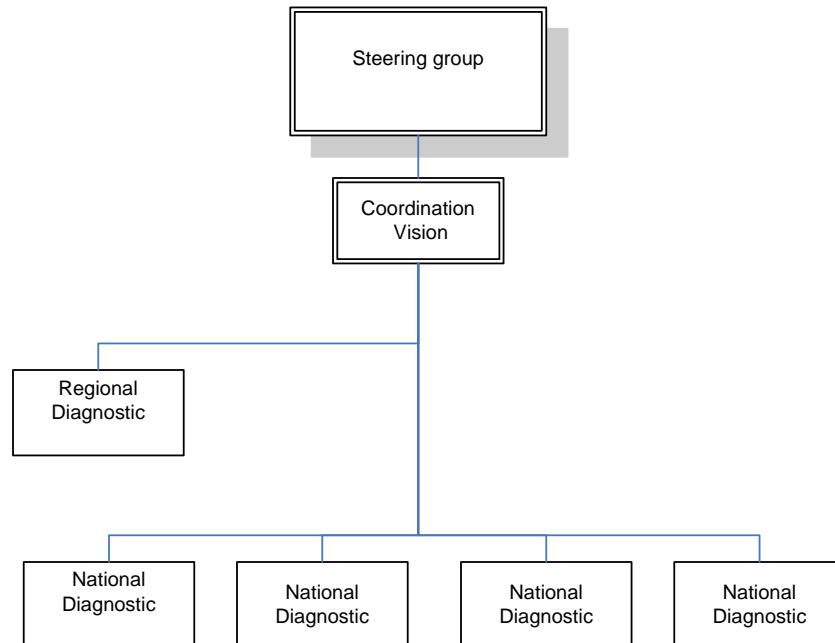 Steering group
Coordination
Vision
Regional
Diagnostic
National
Diagnostic
National
Diagnostic
National
Diagnostic
National
Diagnostic